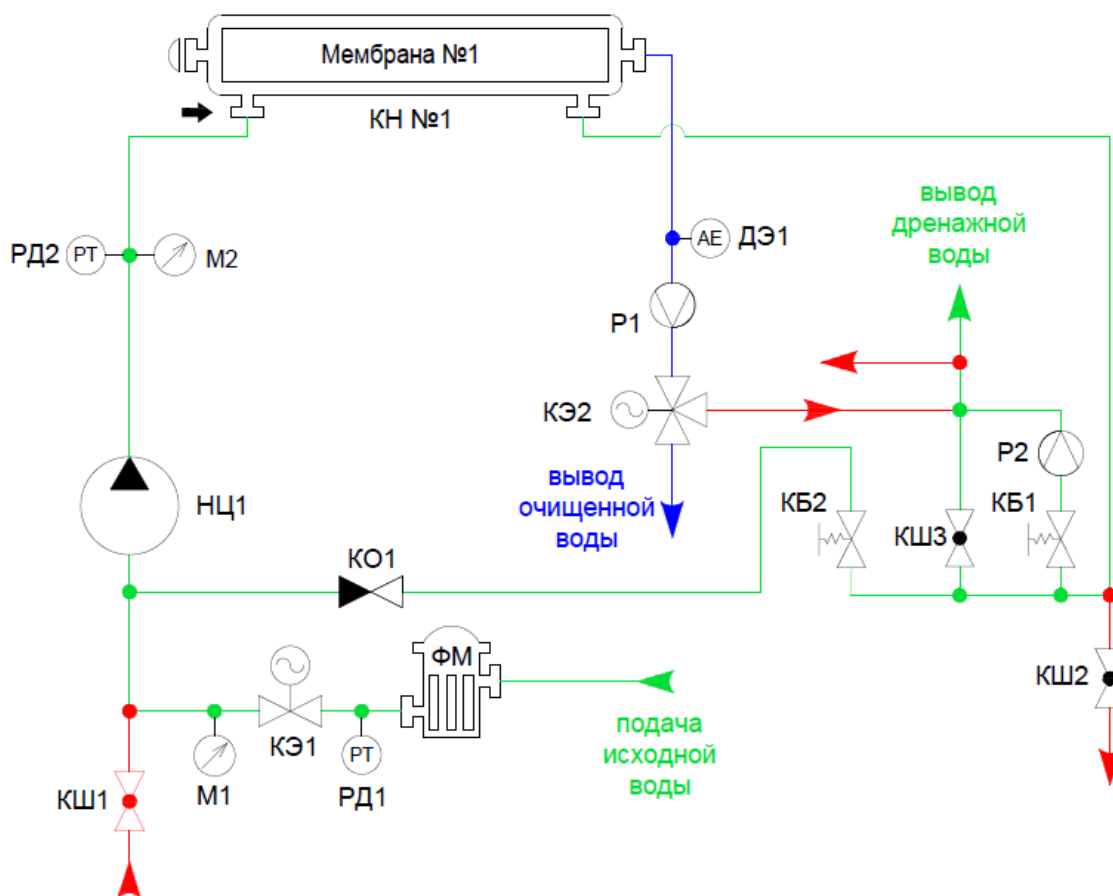 Мембрана №1
КН №1
РД2
PT
М2
AE
ДЭ1
вывод
дренажной
воды
Р1
КЭ2
вывод
очищенной
воды
НЦ1
КБ2
КШ3
Р2
КБ1
КО1
ФМ
КШ2
КЭ1
М1
PT
РД1
подача
исходной
воды
КШ1